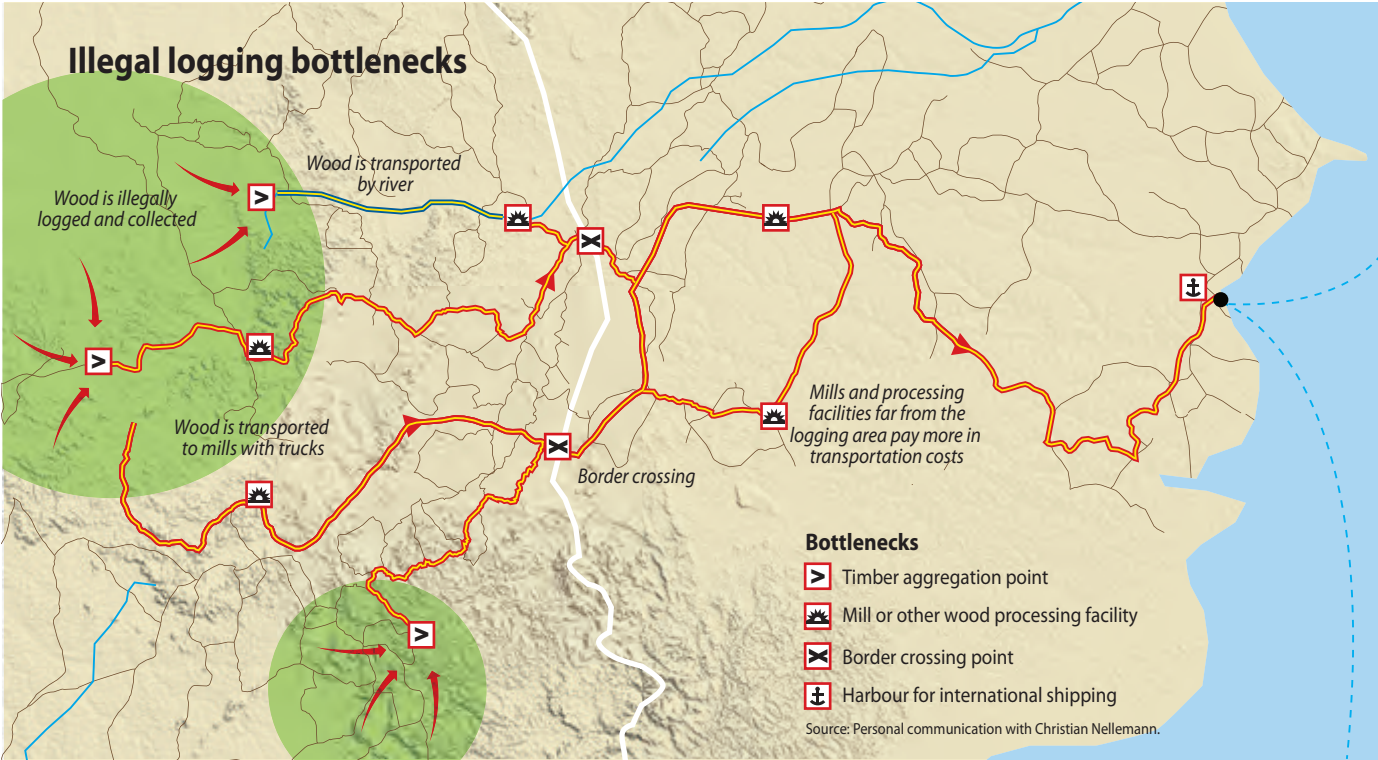 Illegal logging bottlenecks
Wood is transported
by river
Wood is illegally
logged and collected
Wood is transported
to mills with trucks
Mills and processing
facilities far from the
logging area pay more in
transportation costs
Border crossing
Bottlenecks
Timber aggregation point
Mill or other wood processing facility
Border crossing point
Harbour for international shipping
Source: Personal communication with Christian Nellemann.